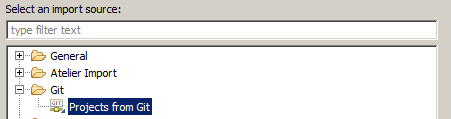 Select an import source:
type filter text
General
Atelier Import
Git
GIT Projects from Git